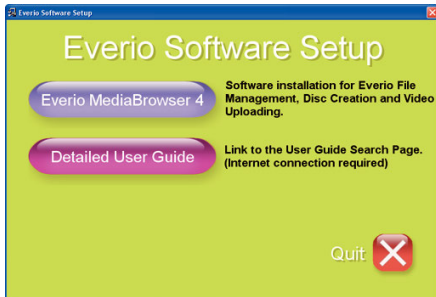 Everio Software Setup
Everio Software Setup
Everio MediaBrowser 4
Software installation for Everio File
Management, Disc Creation and Video
Uploading.
Detailed User Guide
Link to the User Guide Search Page.
(Internet connection required)
Quit